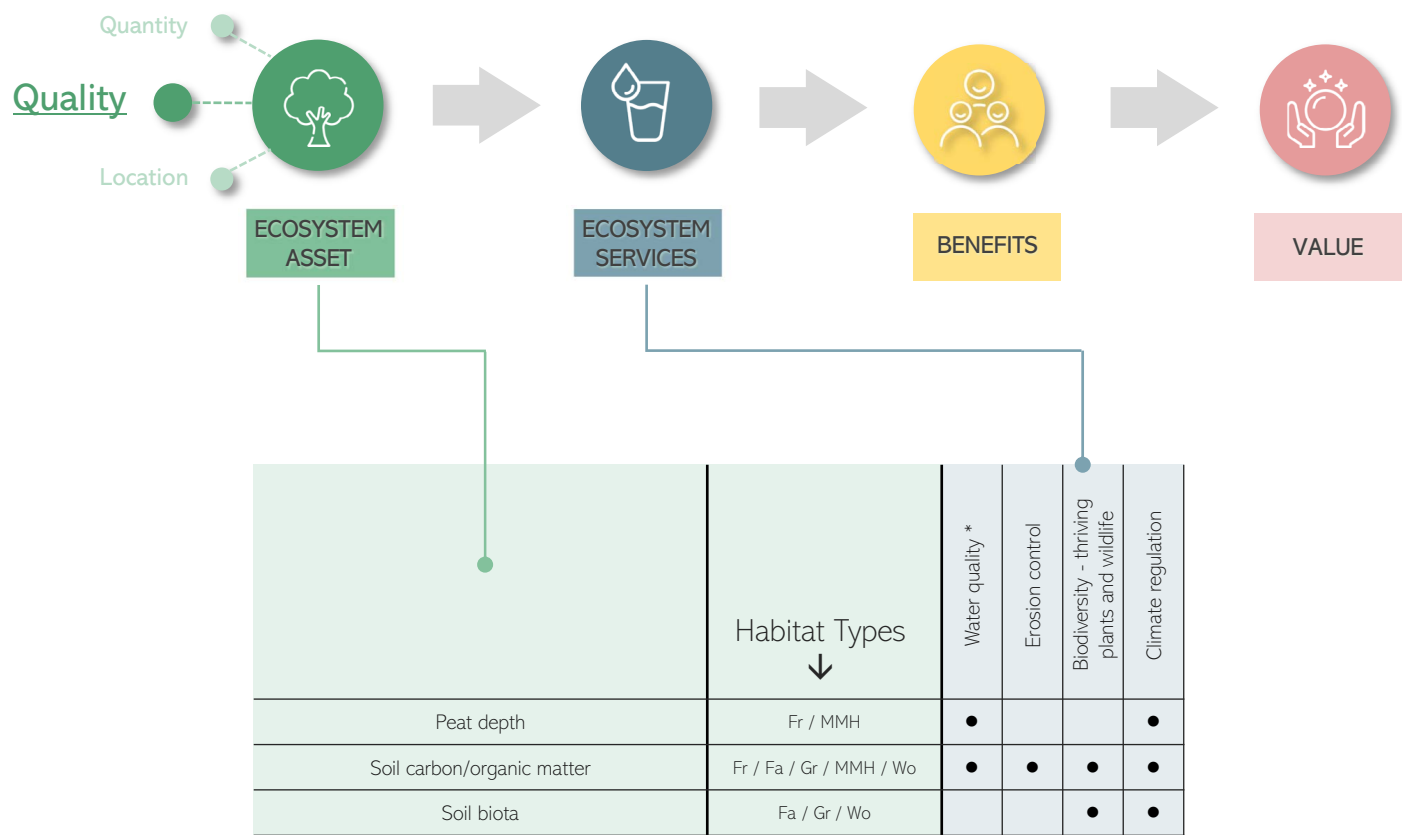 Quantity
Quality
Location
ECOSYSTEM
ASSET
ECOSYSTEM
SERVICES
BENEFITS
VALUE
Habitat Types
↓
Water quality *
Erosion control
Biodiversity - thriving
plants and wildlife
Climate regulation
Peat depth
Fr / MMH
● ●
Soil carbon/organic matter
Fr / Fa / Gr / MMH / Wo
● ● ● ●
Soil biota
Fa / Gr / Wo
● ●